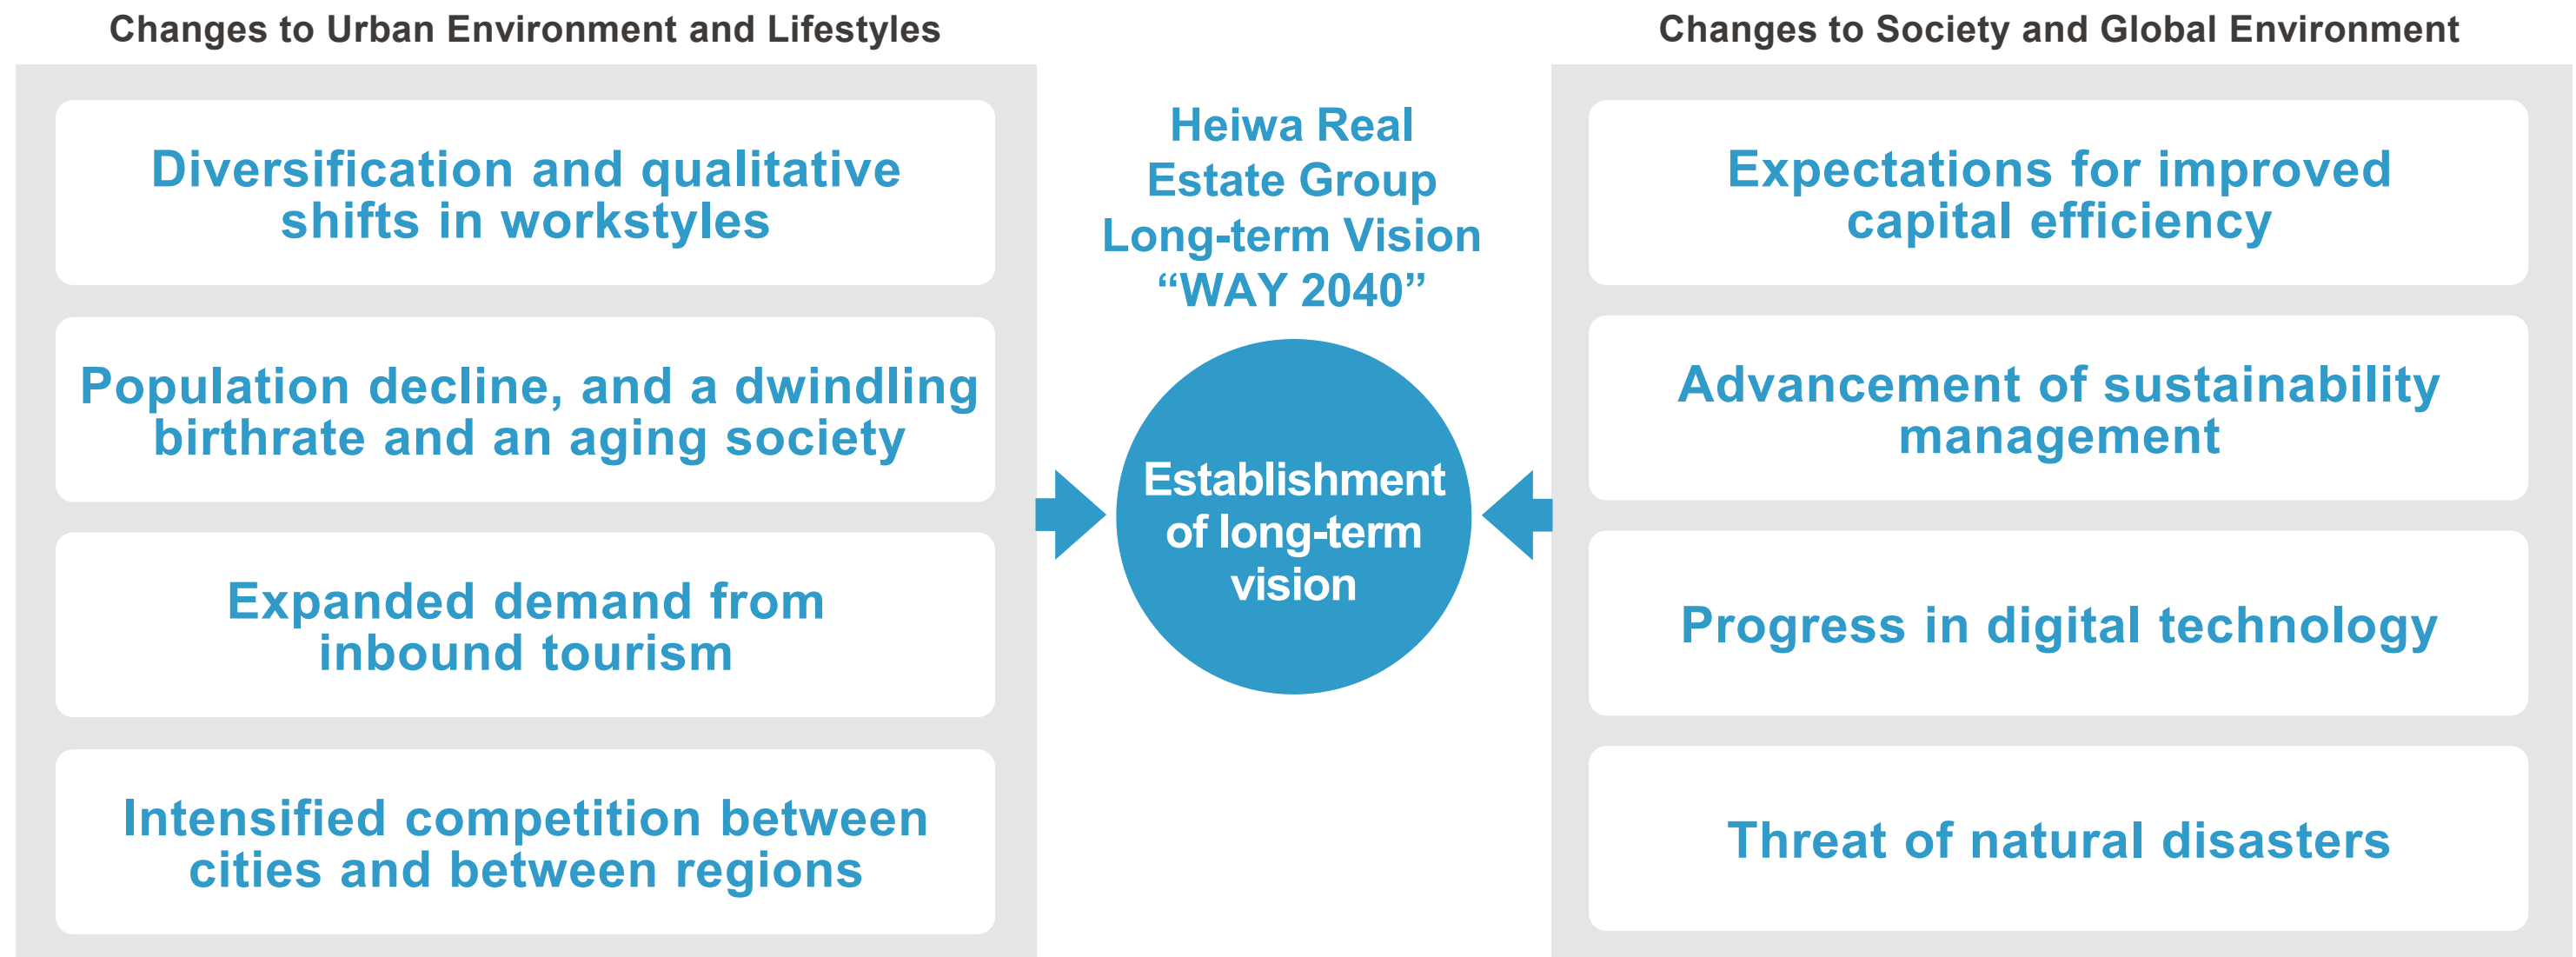 Changes to Urban Environment and Lifestyles
Diversification and qualitative
shifts in workstyles
Population decline, and a dwindling
birthrate and an aging society
Expanded demand from
inbound tourism
Intensified competition between
cities and between regions
Heiwa Real
Estate Group
Long-term Vision
“WAY 2040”
Establishment
of long-term
vision
Changes to Society and Global Environment
Expectations for improved
capital efficiency
Advancement of sustainability
management
Progress in digital technology
Threat of natural disasters